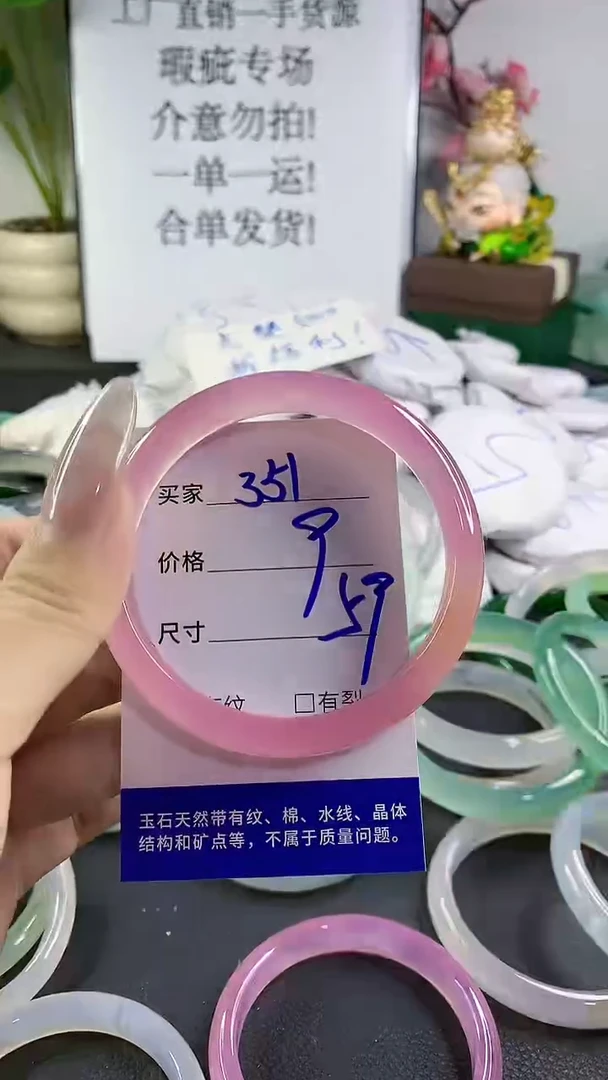 工厂直销一手货源
瑕疵专场
介意勿拍!
一单一运!
合单发货!
买家 351
价格 9
尺寸 59
纹 □有裂
玉石天然带有纹、棉、水线、晶体
结构和矿点等，不属于质量问题。